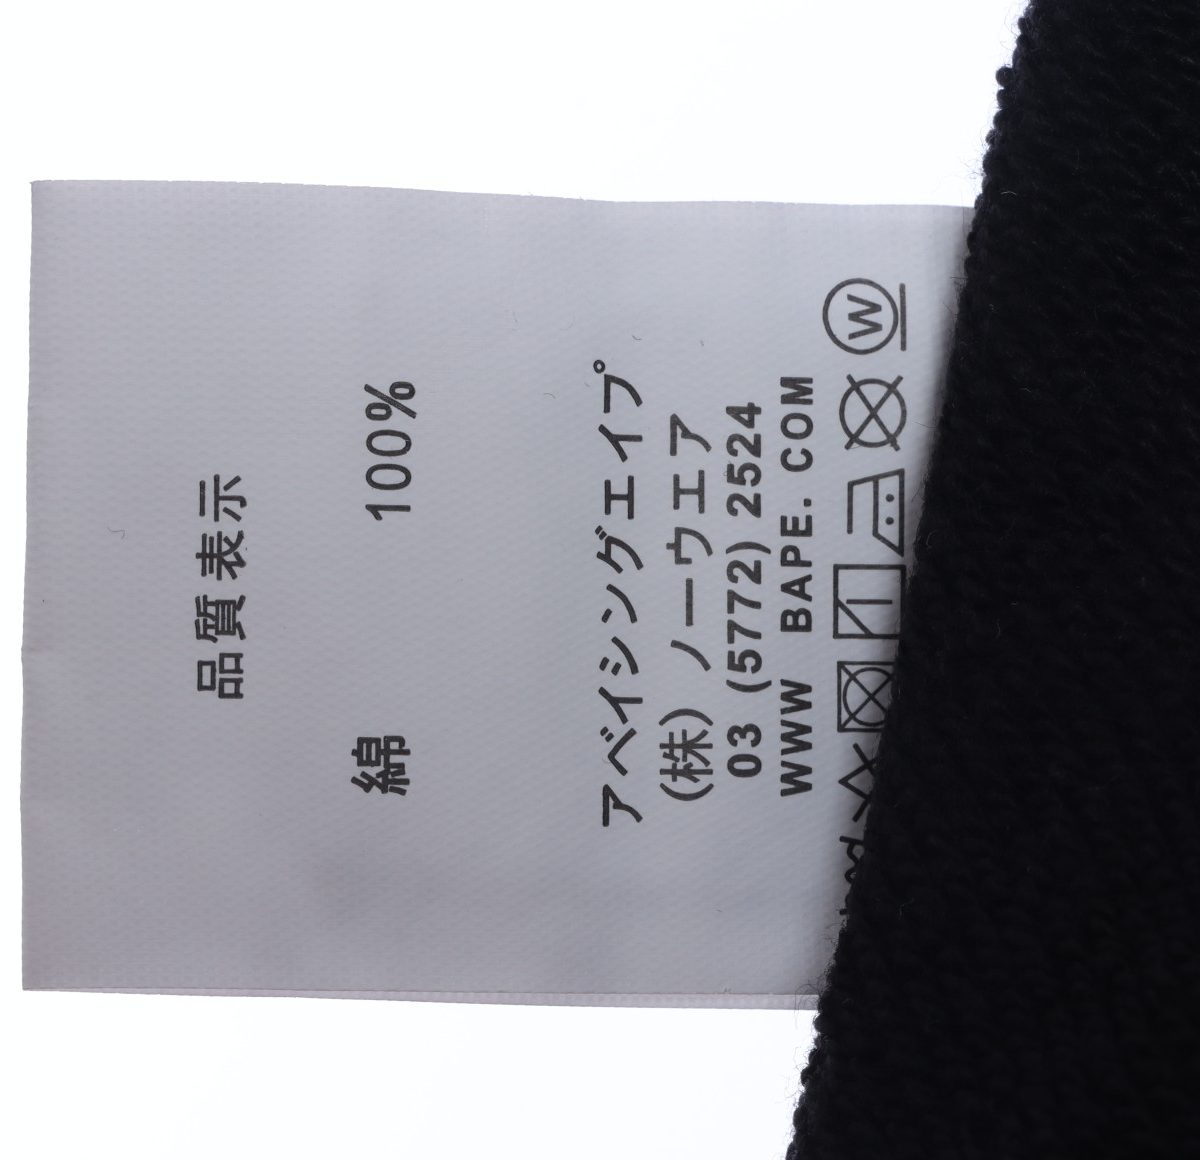 品質表示
綿 100%
アベイシングエイプ
(株) ノーウエア
03 (5772) 2524
WWW BAPE. COM
W